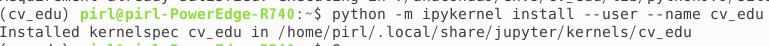 (cv_edu) pirl@pirl-PowerEdge-R740:~$ python -m ipykernel install --user --name cv_edu
Installed kernelspec cv_edu in /home/pirl/.local/share/jupyter/kernels/cv_edu